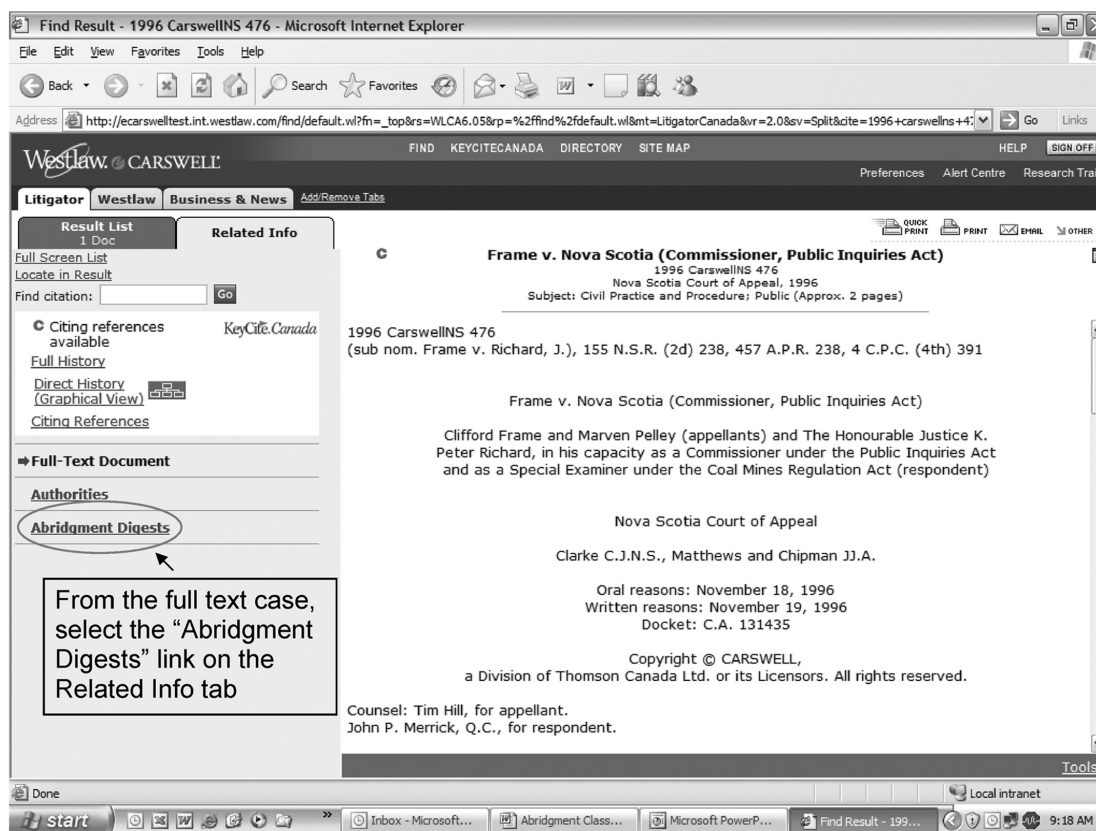 Find Result - 1996 CarswellNS 476 - Microsoft Internet Explorer
File Edit View Favorites Tools Help
Back Search Favorites
Address http://ecarswelltest.int.westlaw.com/find/default.wl?fn=_top&rs=WLCA6.05&rp=%2ffind%2fdefault.wl&mt=LitigatorCanada&vr=2.0&sv=Split&cite=1996+carswellns+47 Go Links
Westlaw. CARSWELL FIND KEYCITECANADA DIRECTORY SITE MAP HELP SIGN OFF
Preferences Alert Centre Research Trai
Litigator Westlaw Business & News Add/Remove Tabs
Result List
1 Doc
Related Info
QUICK PRINT PRINT EMAIL OTHER
Full Screen List
Locate in Result
Find citation: Go
C Citing references available
KeyCite.Canada
Full History
Direct History
(Graphical View)
Citing References
Full-Text Document
Authorities
Abridgment Digests
From the full text case,
select the “Abridgment
Digests” link on the
Related Info tab
C Frame v. Nova Scotia (Commissioner, Public Inquiries Act)
1996 CarswellNS 476
Nova Scotia Court of Appeal, 1996
Subject: Civil Practice and Procedure; Public (Approx. 2 pages)
1996 CarswellNS 476
(sub nom. Frame v. Richard, J.), 155 N.S.R. (2d) 238, 457 A.P.R. 238, 4 C.P.C. (4th) 391
Frame v. Nova Scotia (Commissioner, Public Inquiries Act)
Clifford Frame and Marven Pelley (appellants) and The Honourable Justice K.
Peter Richard, in his capacity as a Commissioner under the Public Inquiries Act
and as a Special Examiner under the Coal Mines Regulation Act (respondent)
Nova Scotia Court of Appeal
Clarke C.J.N.S., Matthews and Chipman JJ.A.
Oral reasons: November 18, 1996
Written reasons: November 19, 1996
Docket: C.A. 131435
Copyright © CARSWELL,
a Division of Thomson Canada Ltd. or its Licensors. All rights reserved.
Counsel: Tim Hill, for appellant.
John P. Merrick, Q.C., for respondent.
Tools
Done Local intranet
start Inbox - Microsoft... Abridgment Class... Microsoft PowerP... Find Result - 199... 9:18 AM